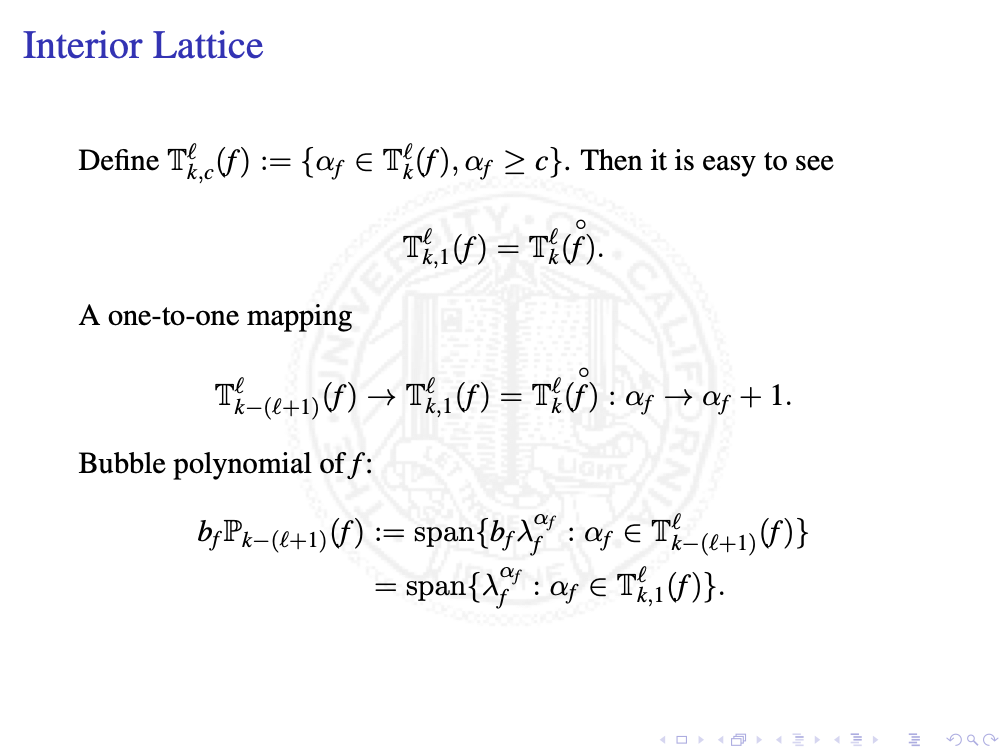 Interior Lattice
Define $\mathbb{T}^{\ell}_{k,c}(f) := \{\alpha_f \in \mathbb{T}^{\ell}_{k}(f), \alpha_f \geq c\}$. Then it is easy to see
$\mathbb{T}^{\ell}_{k,1}(f) = \mathbb{T}^{\ell}_{k}(\mathring{f}).$
A one-to-one mapping
$\mathbb{T}^{\ell}_{k-(\ell+1)}(f) \to \mathbb{T}^{\ell}_{k,1}(f) = \mathbb{T}^{\ell}_{k}(\mathring{f}) : \alpha_f \to \alpha_f + 1.$
Bubble polynomial of $f$:
$b_f \mathbb{P}_{k-(\ell+1)}(f) := \text{span}\{b_f \lambda_f^{\alpha_f} : \alpha_f \in \mathbb{T}^{\ell}_{k-(\ell+1)}(f)\}$
$= \text{span}\{\lambda_f^{\alpha_f} : \alpha_f \in \mathbb{T}^{\ell}_{k,1}(f)\}.$